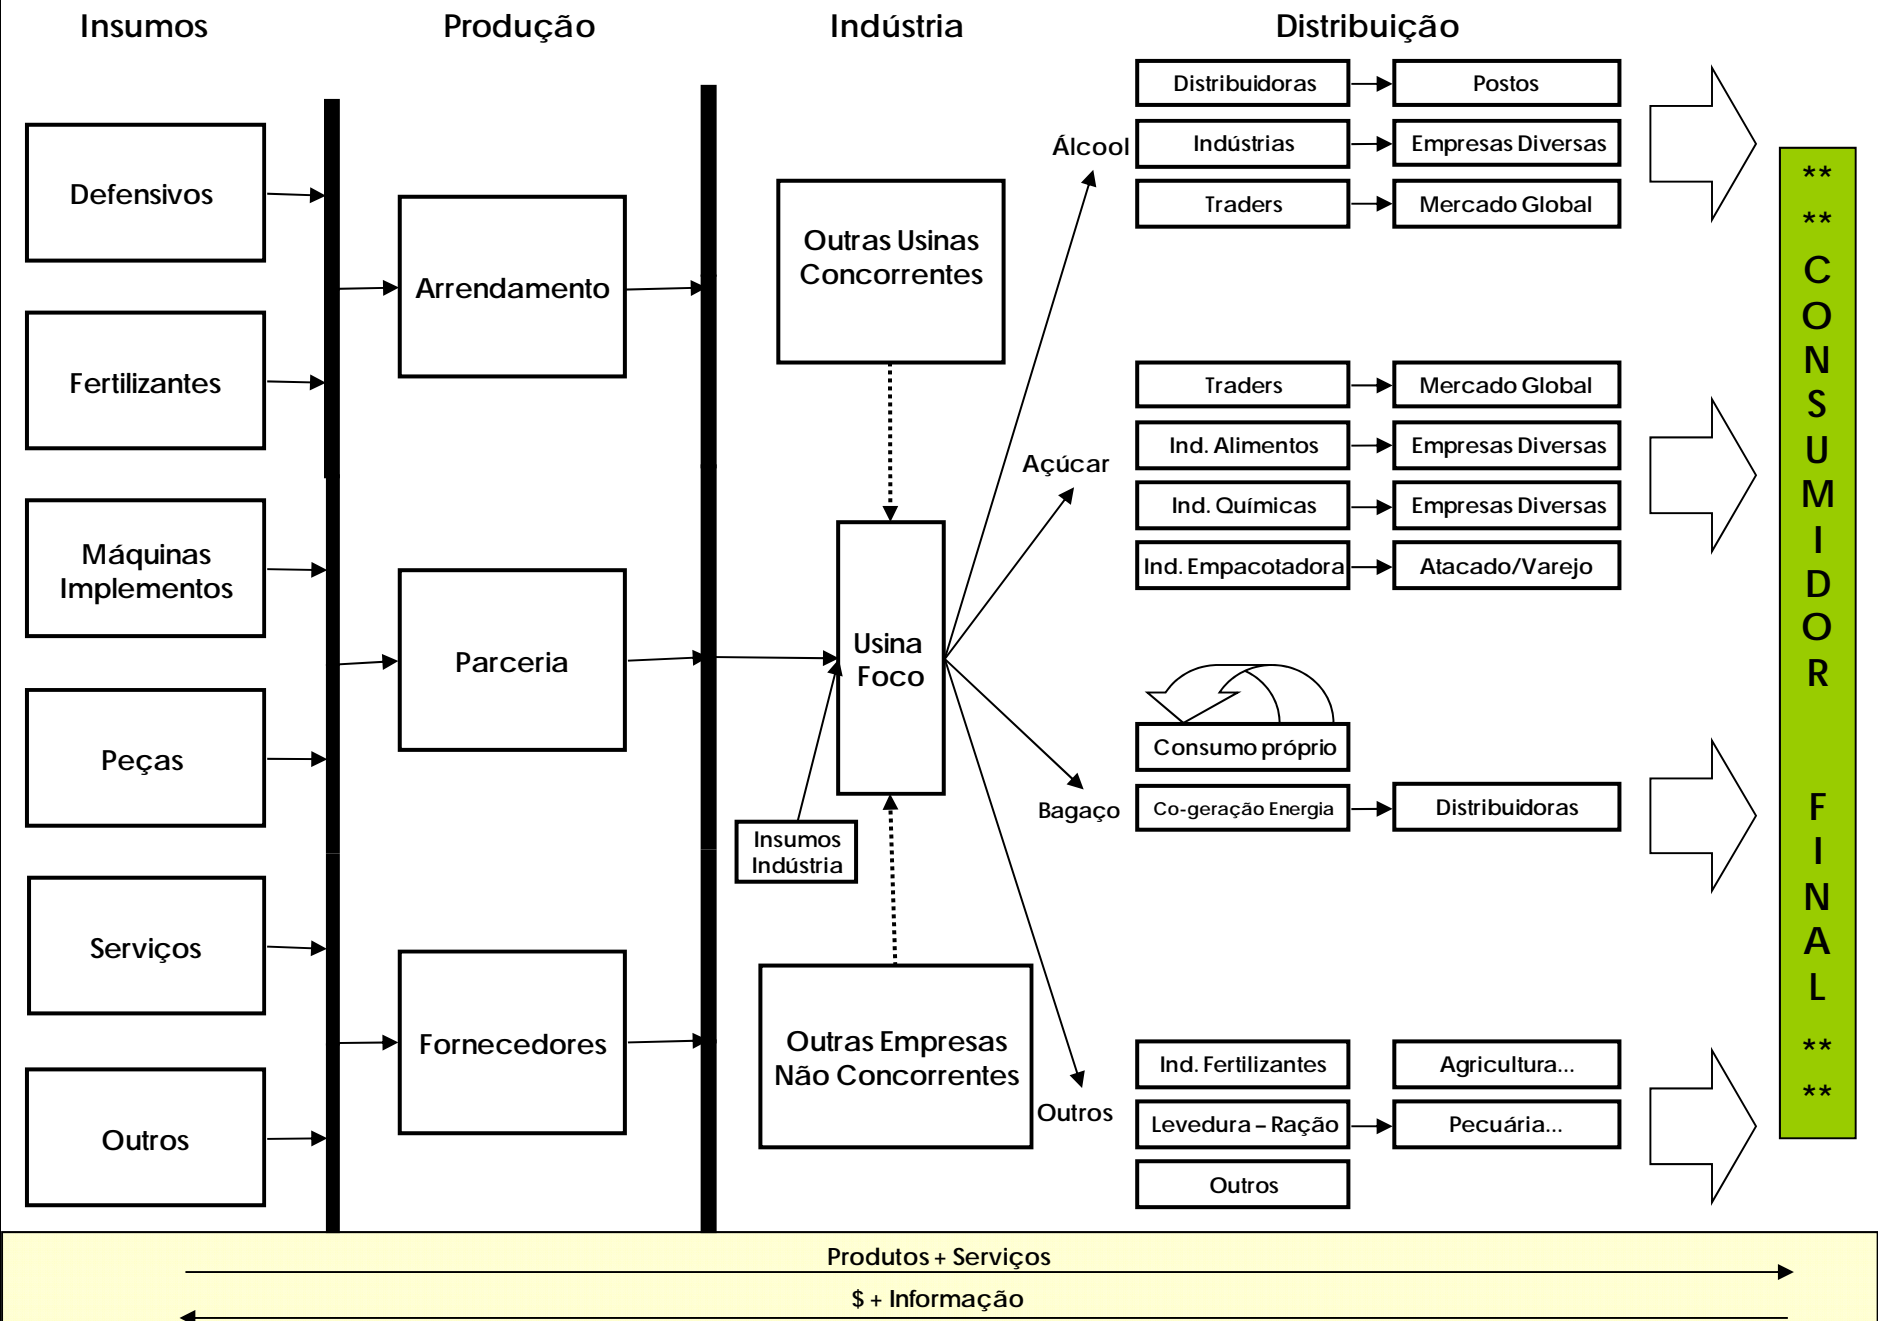 Insumos
Produção
Indústria
Distribuição
Defensivos
Fertilizantes
Máquinas
Implementos
Peças
Serviços
Outros
Arrendamento
Parceria
Fornecedores
Outras Usinas
Concorrentes
Usina
Foco
Insumos
Indústria
Outras Empresas
Não Concorrentes
Álcool
Distribuidoras
Postos
Indústrias
Empresas Diversas
Traders
Mercado Global
Açúcar
Traders
Mercado Global
Ind. Alimentos
Empresas Diversas
Ind. Químicas
Empresas Diversas
Ind. Empacotadora
Atacado/Varejo
Bagaço
Consumo próprio
Co-geração Energia
Distribuidoras
Outros
Ind. Fertilizantes
Agricultura...
Levedura – Ração
Pecuária...
Outros
**
**
C
O
N
S
U
M
I
D
O
R
F
I
N
A
L
**
**
Produtos + Serviços
$ + Informação